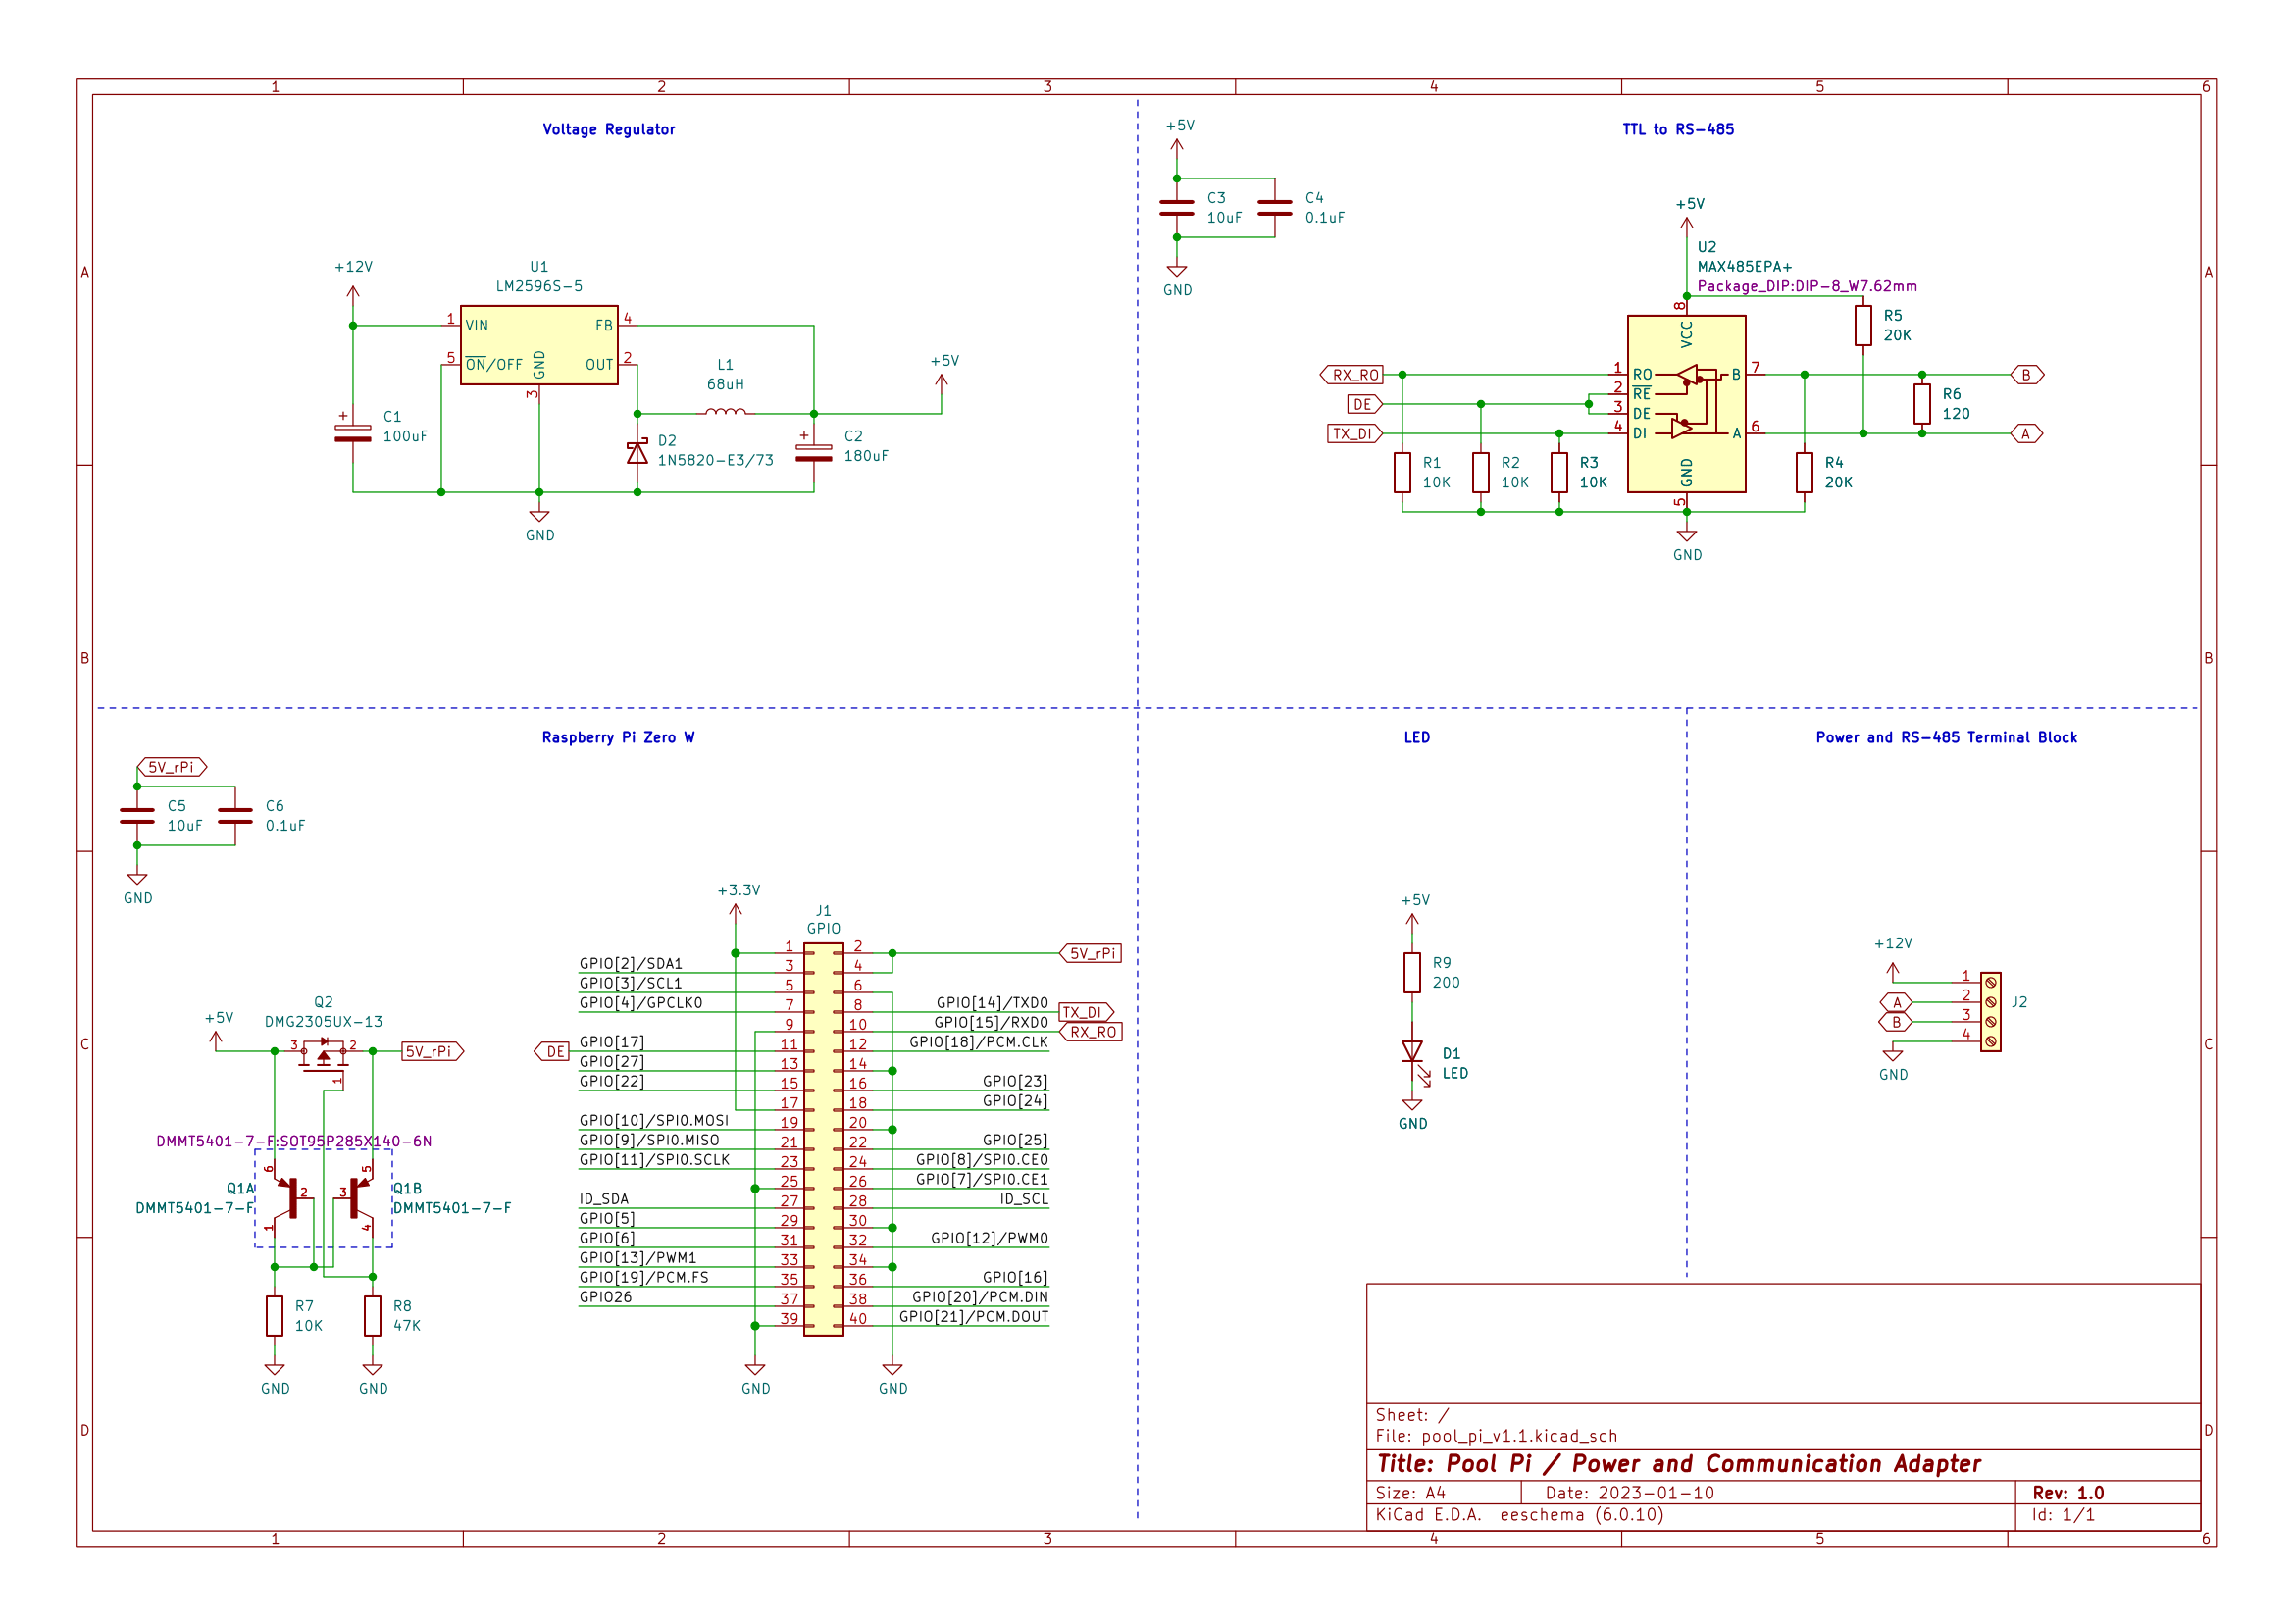 1 2 3 4 5 6
A
B
C
D
Voltage Regulator
+12V
U1
LM2596S-5
1 VIN
5 ON/OFF
GND
3
FB 4
OUT 2
L1
68uH
+5V
+
C1
100uF
D2
1N5820-E3/73
+
C2
180uF
GND
TTL to RS-485
+5V
C3
10uF
C4
0.1uF
GND
+5V
U2
MAX485EPA+
Package_DIP:DIP-8_W7.62mm
8
VCC
R5
20K
RX_RO
1 RO
B 7
B
2 RE
DE
3 DE
R6
120
TX_DI
4 DI
A 6
A
GND
5
R1
10K
R2
10K
R3
10K
R4
20K
GND
Raspberry Pi Zero W
5V_rPi
C5
10uF
C6
0.1uF
GND
+5V
Q2
DMG2305UX-13
3
2
1
5V_rPi
DMMT5401-7-F:SOT95P285X140-6N
6
5
Q1A
DMMT5401-7-F
2
3
Q1B
DMMT5401-7-F
1
4
R7
10K
R8
47K
GND
GND
+3.3V
J1
GPIO
1 2 5V_rPi
GPIO[2]/SDA1 3 4
GPIO[3]/SCL1 5 6
GPIO[4]/GPCLK0 7 8 GPIO[14]/TXD0 TX_DI
9 10 GPIO[15]/RXD0 RX_RO
DE GPIO[17] 11 12 GPIO[18]/PCM.CLK
GPIO[27] 13 14
GPIO[22] 15 16 GPIO[23]
17 18 GPIO[24]
GPIO[10]/SPI0.MOSI 19 20
GPIO[9]/SPI0.MISO 21 22 GPIO[25]
GPIO[11]/SPI0.SCLK 23 24 GPIO[8]/SPI0.CE0
25 26 GPIO[7]/SPI0.CE1
ID_SDA 27 28 ID_SCL
GPIO[5] 29 30
GPIO[6] 31 32 GPIO[12]/PWM0
GPIO[13]/PWM1 33 34
GPIO[19]/PCM.FS 35 36 GPIO[16]
GPIO26 37 38 GPIO[20]/PCM.DIN
39 40 GPIO[21]/PCM.DOUT
GND
GND
LED
+5V
R9
200
D1
LED
GND
Power and RS-485 Terminal Block
+12V
1
A 2
B 3
4
J2
GND
Sheet: /
File: pool_pi_v1.1.kicad_sch
Title: Pool Pi / Power and Communication Adapter
Size: A4 Date: 2023-01-10 Rev: 1.0
KiCad E.D.A. eeschema (6.0.10) Id: 1/1
A
B
C
D
1 2 3 4 5 6